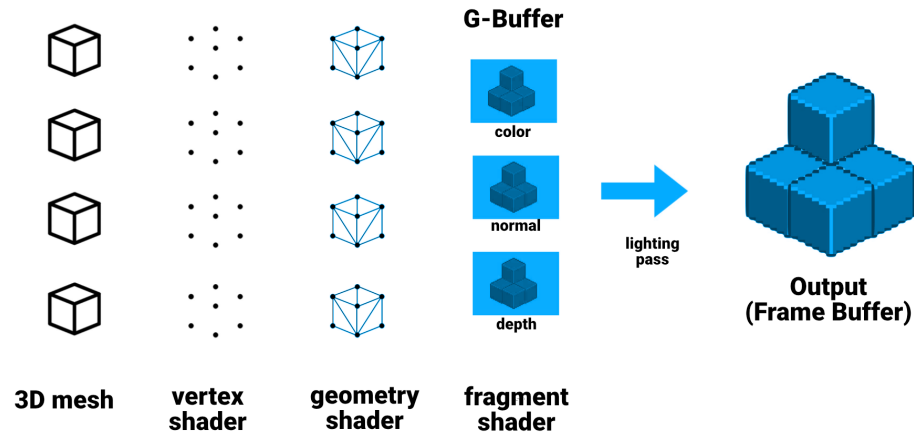 G-Buffer
color
normal
depth
lighting
pass
Output
(Frame Buffer)
3D mesh
vertex
shader
geometry
shader
fragment
shader